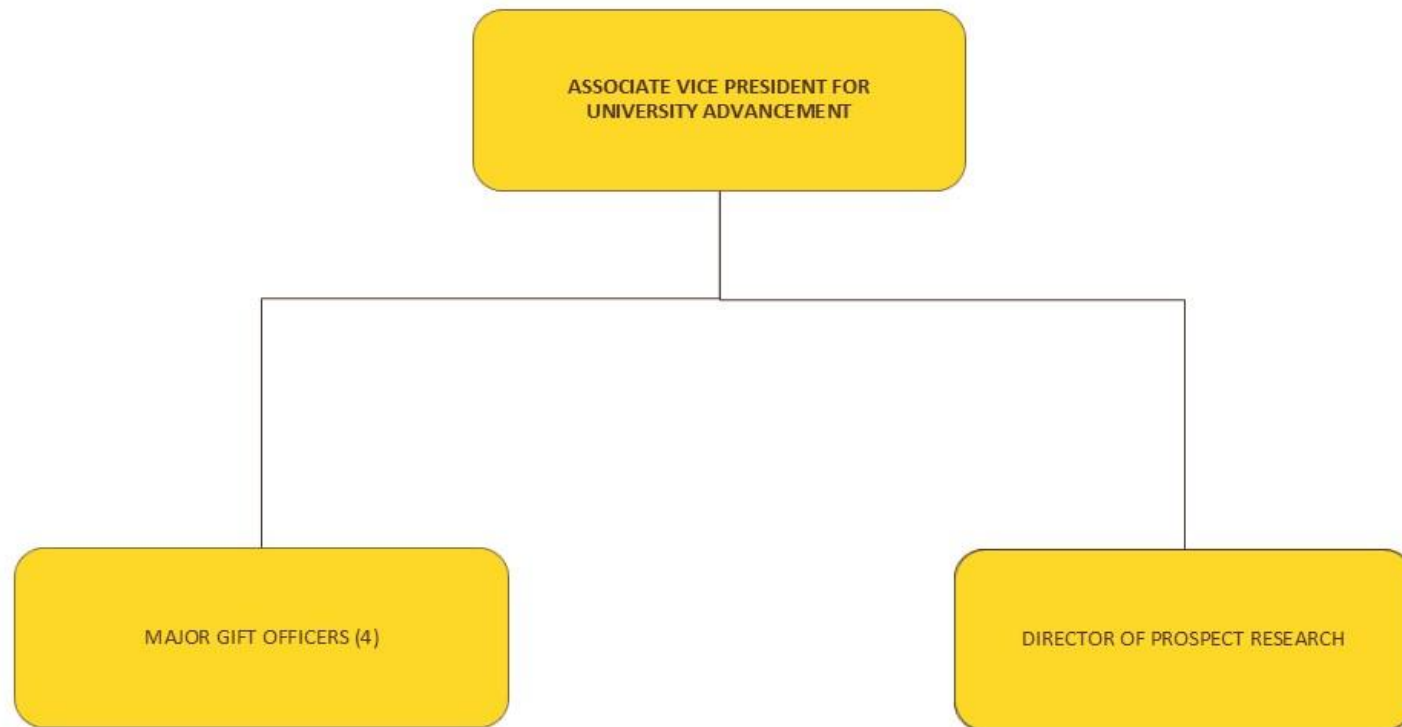 ASSOCIATE VICE PRESIDENT FOR
UNIVERSITY ADVANCEMENT
MAJOR GIFT OFFICERS (4)
DIRECTOR OF PROSPECT RESEARCH